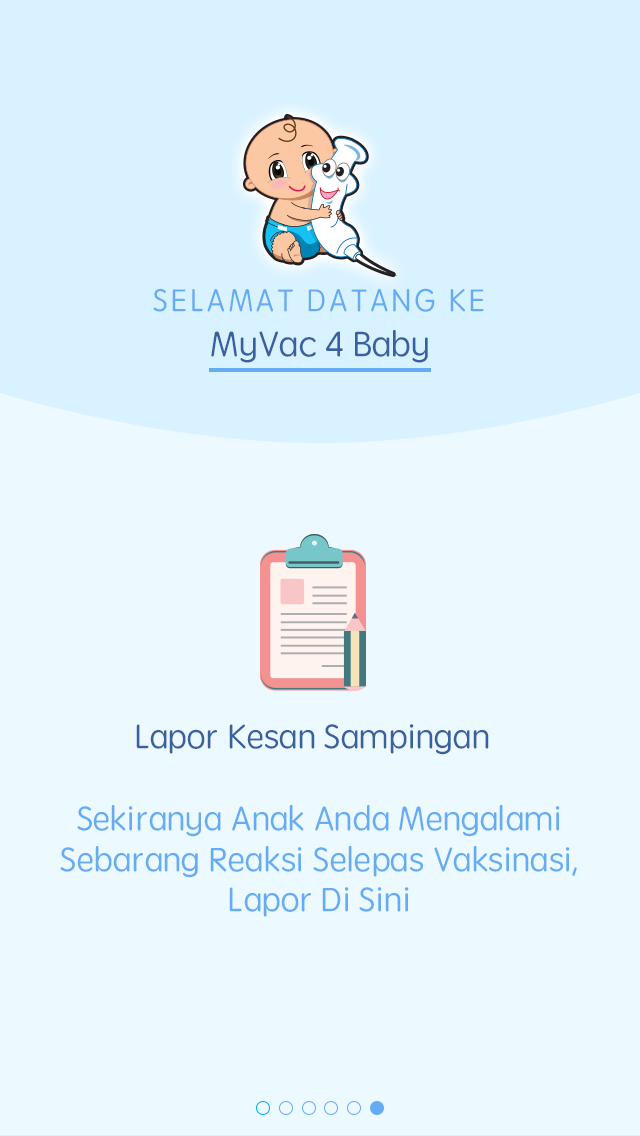 SELAMAT DATANG KE
MyVac 4 Baby
Lapor Kesan Sampingan
Sekiranya Anak Anda Mengalami
Sebarang Reaksi Selepas Vaksinasi,
Lapor Di Sini